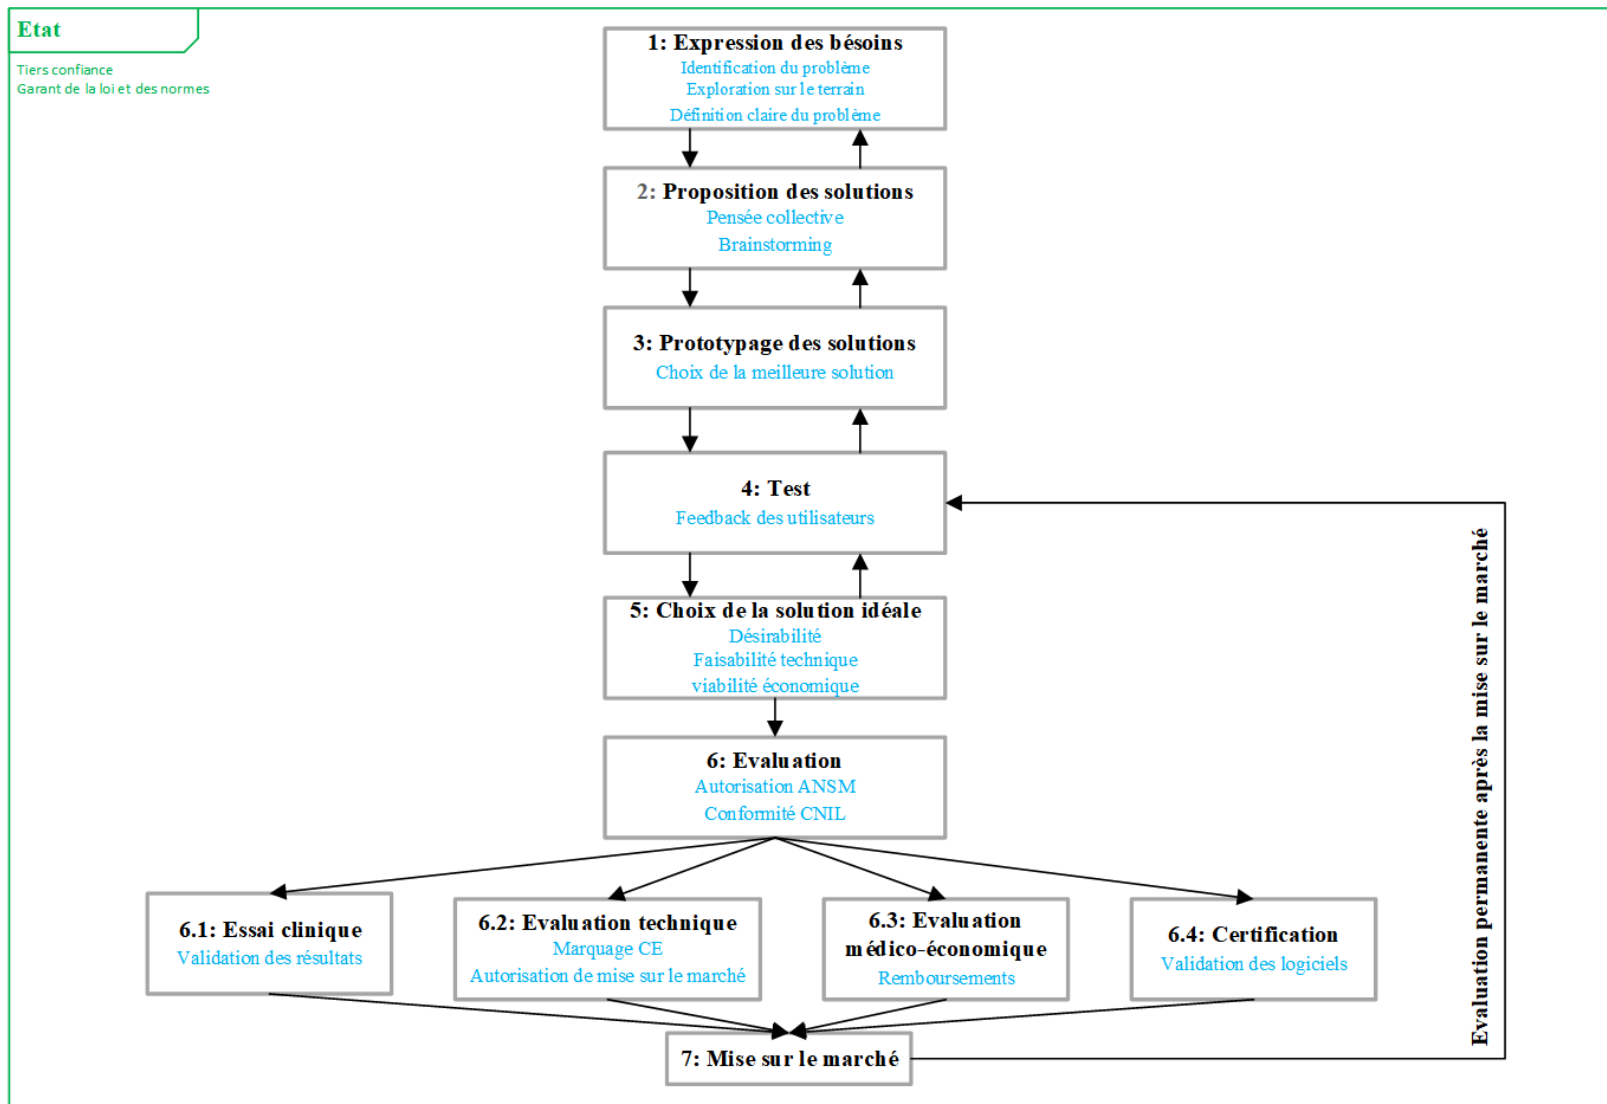 Etat
Tiers confiance
Garant de la loi et des normes
1: Expression des bésoins
Identification du problème
Exploration sur le terrain
Définition claire du problème
2: Proposition des solutions
Pensée collective
Brainstorming
3: Prototypage des solutions
Choix de la meilleure solution
4: Test
Feedback des utilisateurs
5: Choix de la solution idéale
Désirabilité
Faisabilité technique
viabilité économique
6: Evaluation
Autorisation ANSM
Conformité CNIL
6.1: Essai clinique
Validation des résultats
6.2: Evaluation technique
Marquage CE
Autorisation de mise sur le marché
6.3: Evaluation
médico-économique
Remboursements
6.4: Certification
Validation des logiciels
7: Mise sur le marché
Evaluation permanente après la mise sur le marché